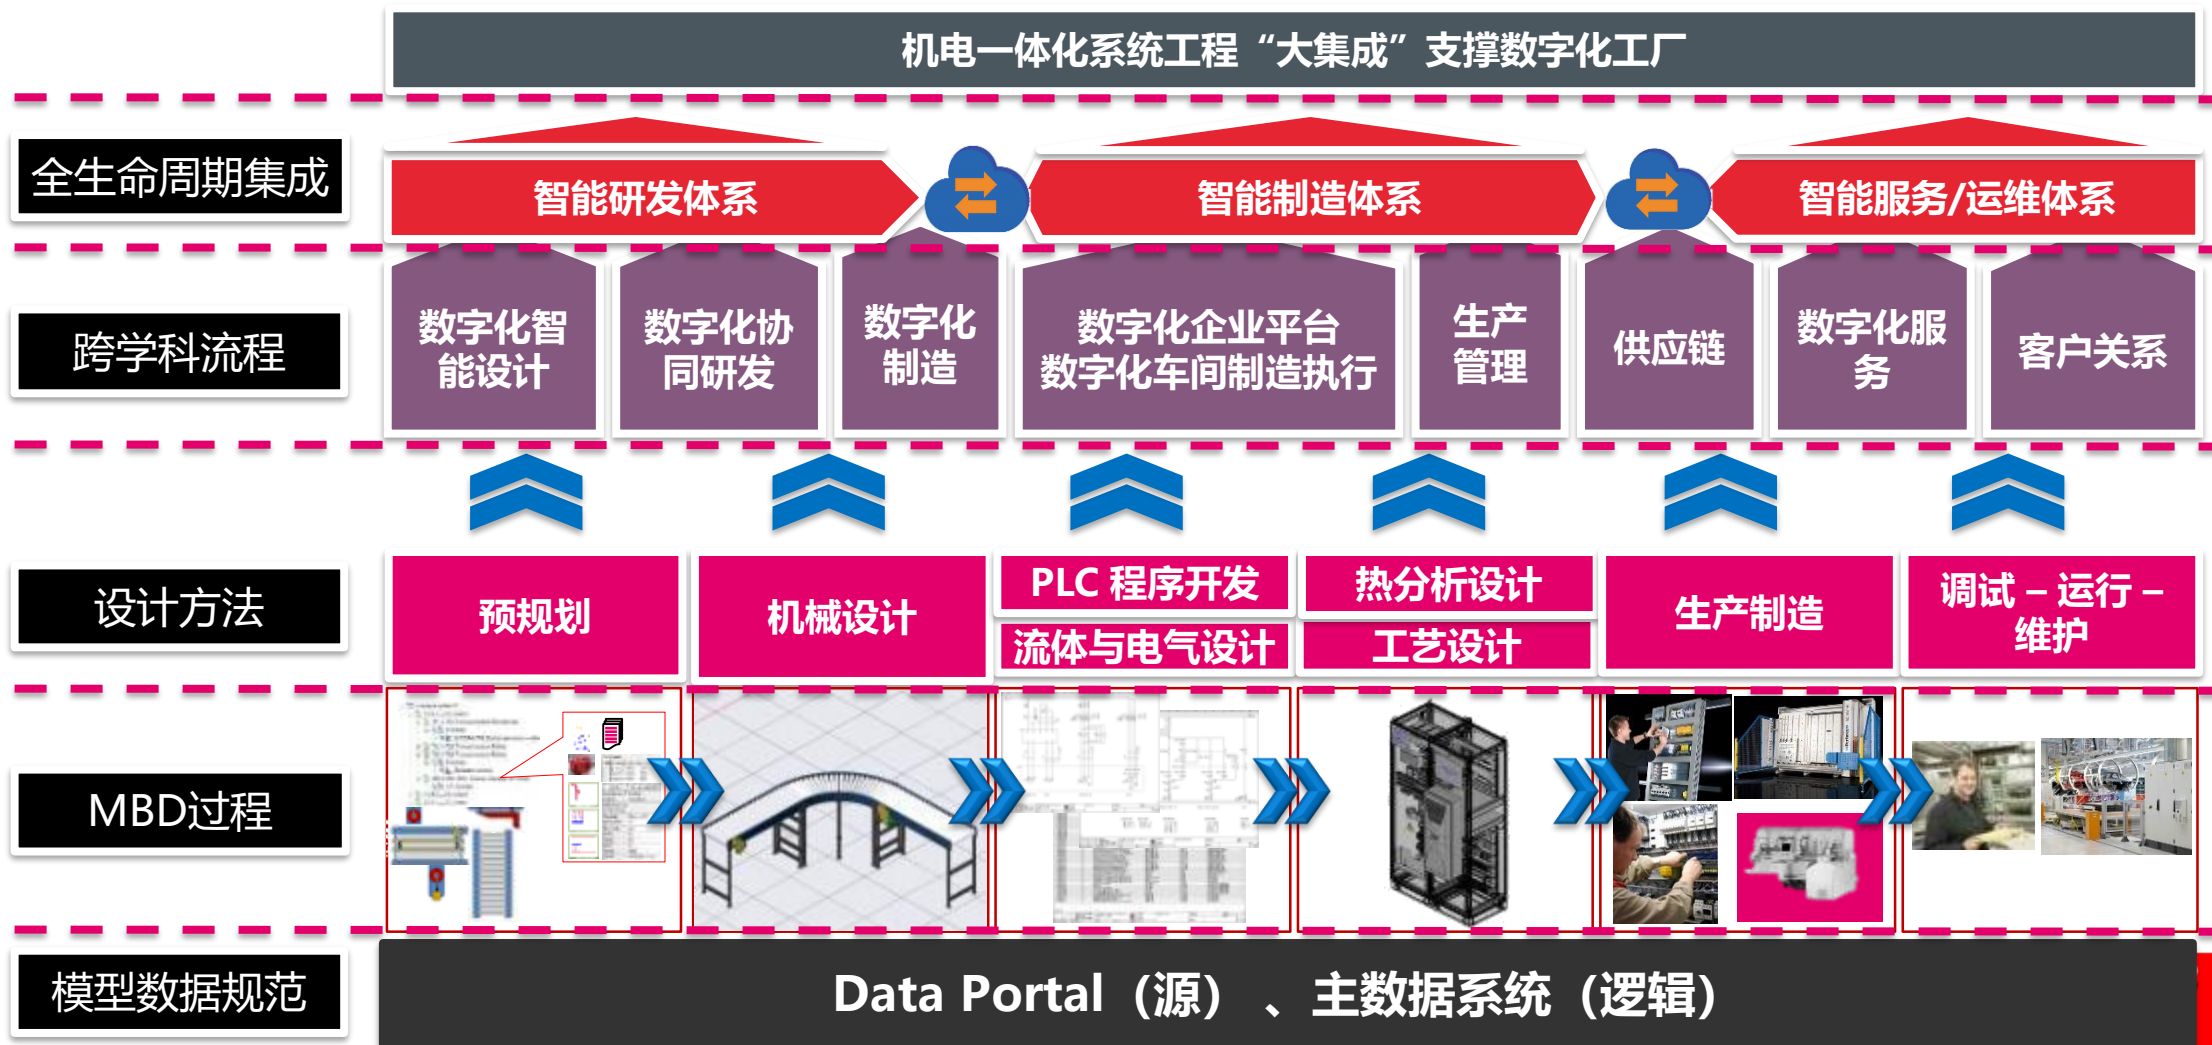 机电一体化系统工程“大集成”支撑数字化工厂
全生命周期集成
智能研发体系
智能制造体系
智能服务/运维体系
跨学科流程
数字化智
能设计
数字化协
同研发
数字化
制造
数字化企业平台
数字化车间制造执行
生产
管理
供应链
数字化服
务
客户关系
设计方法
预规划
机械设计
PLC 程序开发
流体与电气设计
热分析设计
工艺设计
生产制造
调试 – 运行 –
维护
MBD过程
模型数据规范
Data Portal（源） 、主数据系统（逻辑）